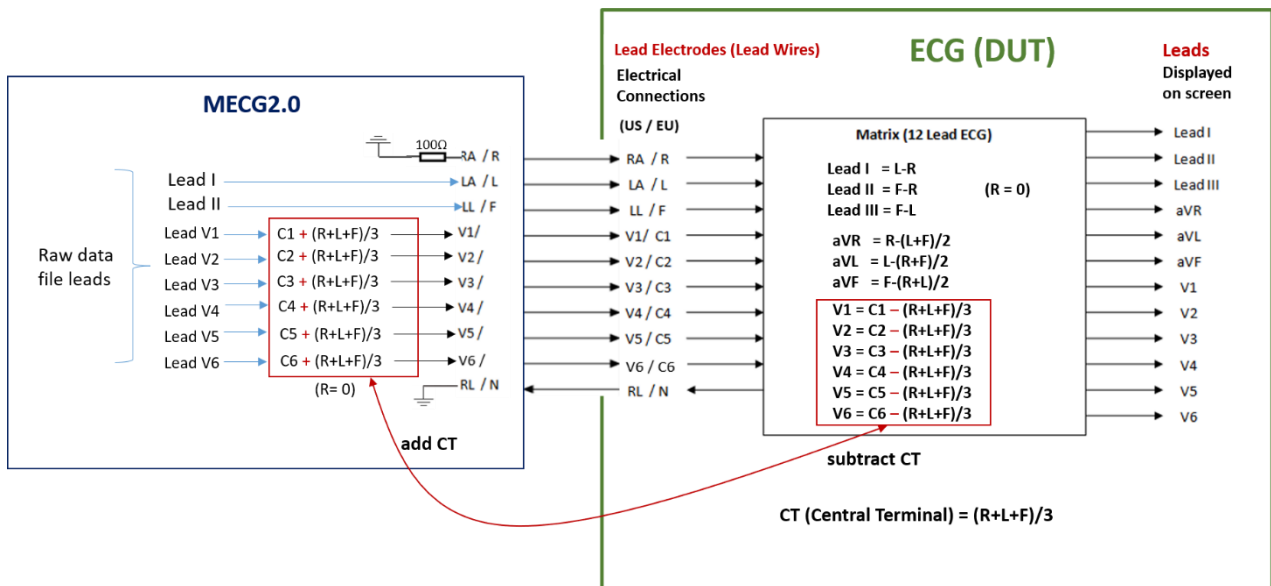 MECG2.0
100Ω
RA / R
Lead I
LA / L
Lead II
LL / F
Raw data
file leads
Lead V1
C1 + (R+L+F)/3
V1/
Lead V2
C2 + (R+L+F)/3
V2/
Lead V3
C3 + (R+L+F)/3
V3/
Lead V4
C4 + (R+L+F)/3
V4/
Lead V5
C5 + (R+L+F)/3
V5/
Lead V6
C6 + (R+L+F)/3
V6/
(R= 0)
RL / N
add CT
ECG (DUT)
Lead Electrodes (Lead Wires)
Electrical
Connections
(US / EU)
RA / R
LA / L
LL / F
V1/ C1
V2 / C2
V3 / C3
V4 / C4
V5 / C5
V6 / C6
RL / N
Matrix (12 Lead ECG)
Lead I = L-R
Lead II = F-R (R = 0)
Lead III = F-L
aVR = R-(L+F)/2
aVL = L-(R+F)/2
aVF = F-(R+L)/2
V1 = C1 – (R+L+F)/3
V2 = C2 – (R+L+F)/3
V3 = C3 – (R+L+F)/3
V4 = C4 – (R+L+F)/3
V5 = C5 – (R+L+F)/3
V6 = C6 – (R+L+F)/3
subtract CT
CT (Central Terminal) = (R+L+F)/3
Leads
Displayed
on screen
Lead I
Lead II
Lead III
aVR
aVL
aVF
V1
V2
V3
V4
V5
V6